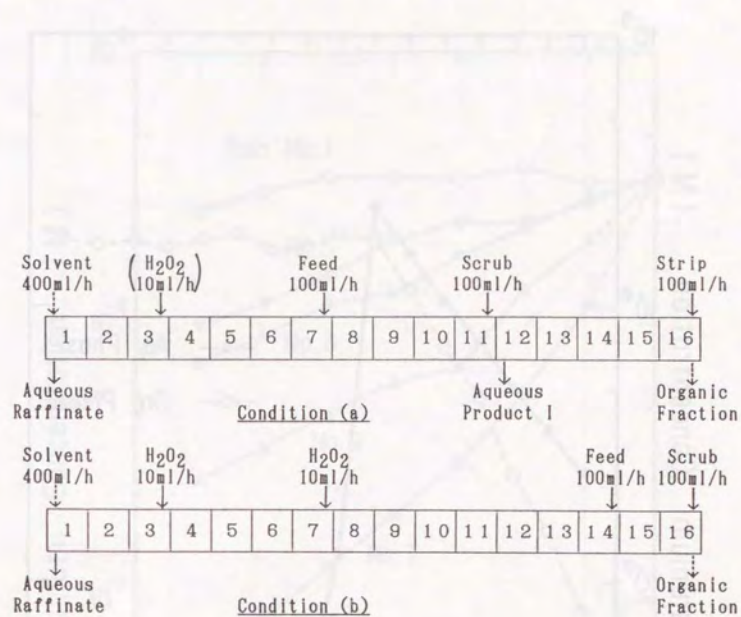 Solvent (H2O2) Feed Scrub Strip
400ml/h (10ml/h) 100ml/h 100ml/h 100ml/h
1 2 3 4 5 6 7 8 9 10 11 12 13 14 15 16
Aqueous Aqueous Organic
Raffinate Condition (a) Product I Fraction
Solvent H2O2 H2O2 Feed Scrub
400ml/h 10ml/h 10ml/h 100ml/h 100ml/h
1 2 3 4 5 6 7 8 9 10 11 12 13 14 15 16
Aqueous Organic
Raffinate Condition (b) Fraction